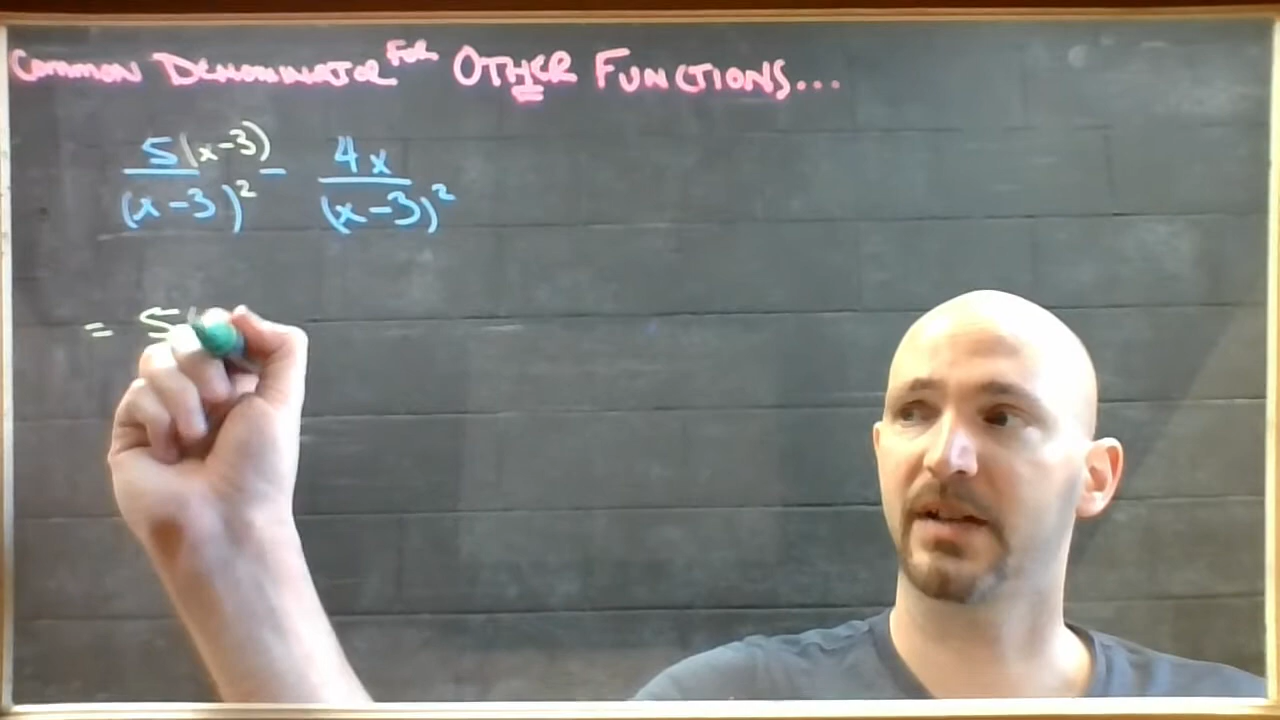 Common Denominator For Other Functions...
5(x-3) - 4x
(x-3)² (x-3)²
= 5(